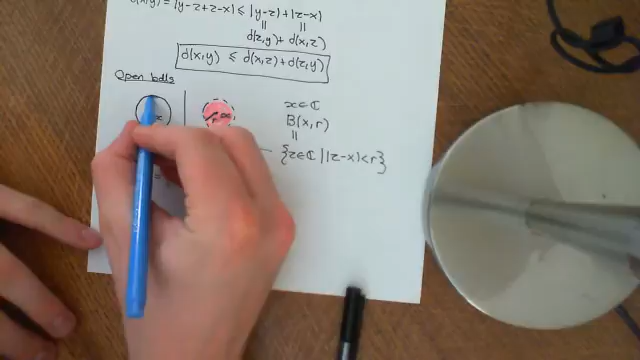 d(x,y) = |y-z+z-x| ≤ |y-z| + |z-x|
॥ ॥
d(z,y) + d(x,z)
d(x,y) ≤ d(x,z) + d(z,y)
Open balls
x x∈ℂ
r x B(x,r)
॥
{z∈ℂ | |z-x|<r}
=